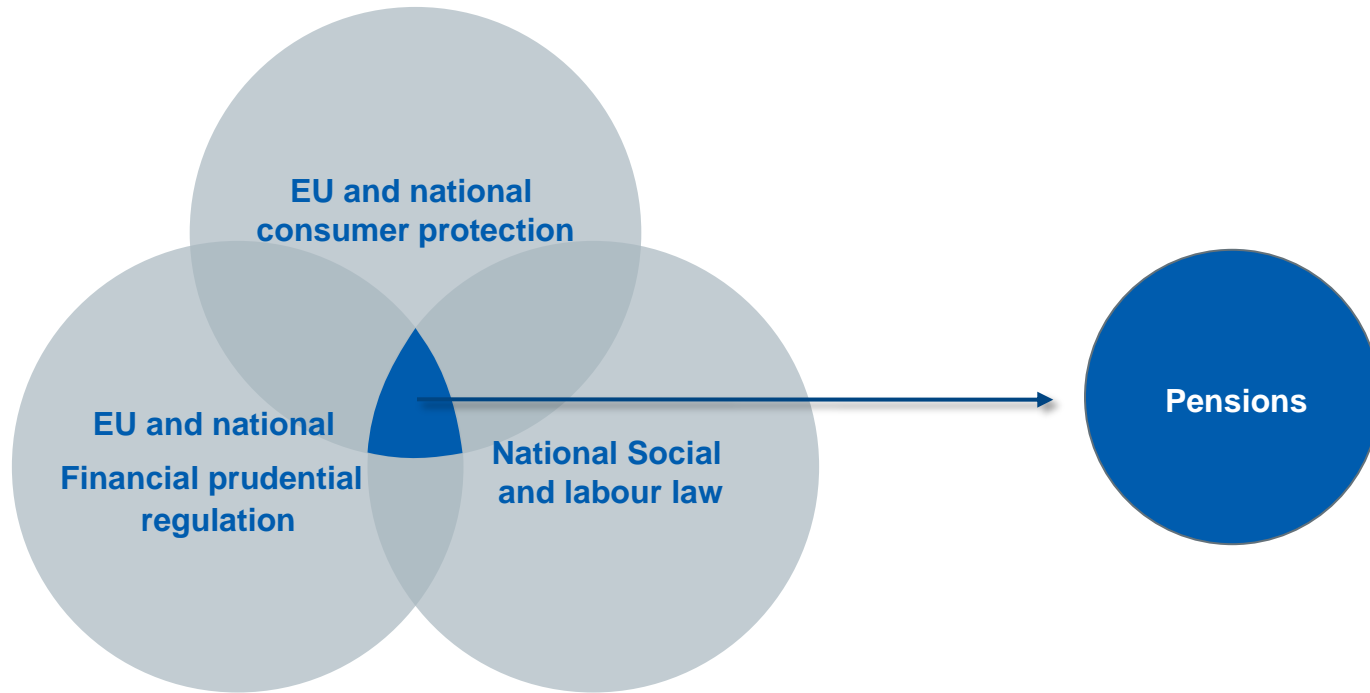 EU and national
consumer protection
EU and national
Financial prudential
regulation
National Social
and labour law
Pensions